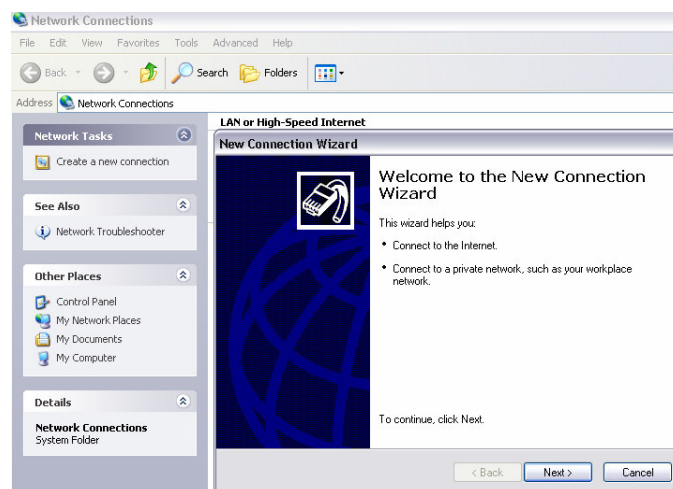 Network Connections
File Edit View Favorites Tools Advanced Help
Back Search Folders
Address Network Connections
Network Tasks
Create a new connection
See Also
Network Troubleshooter
Other Places
Control Panel
My Network Places
My Documents
My Computer
Details
Network Connections
System Folder
LAN or High-Speed Internet
New Connection Wizard
Welcome to the New Connection
Wizard
This wizard helps you:
• Connect to the Internet.
• Connect to a private network, such as your workplace
network.
To continue, click Next.
< Back Next > Cancel